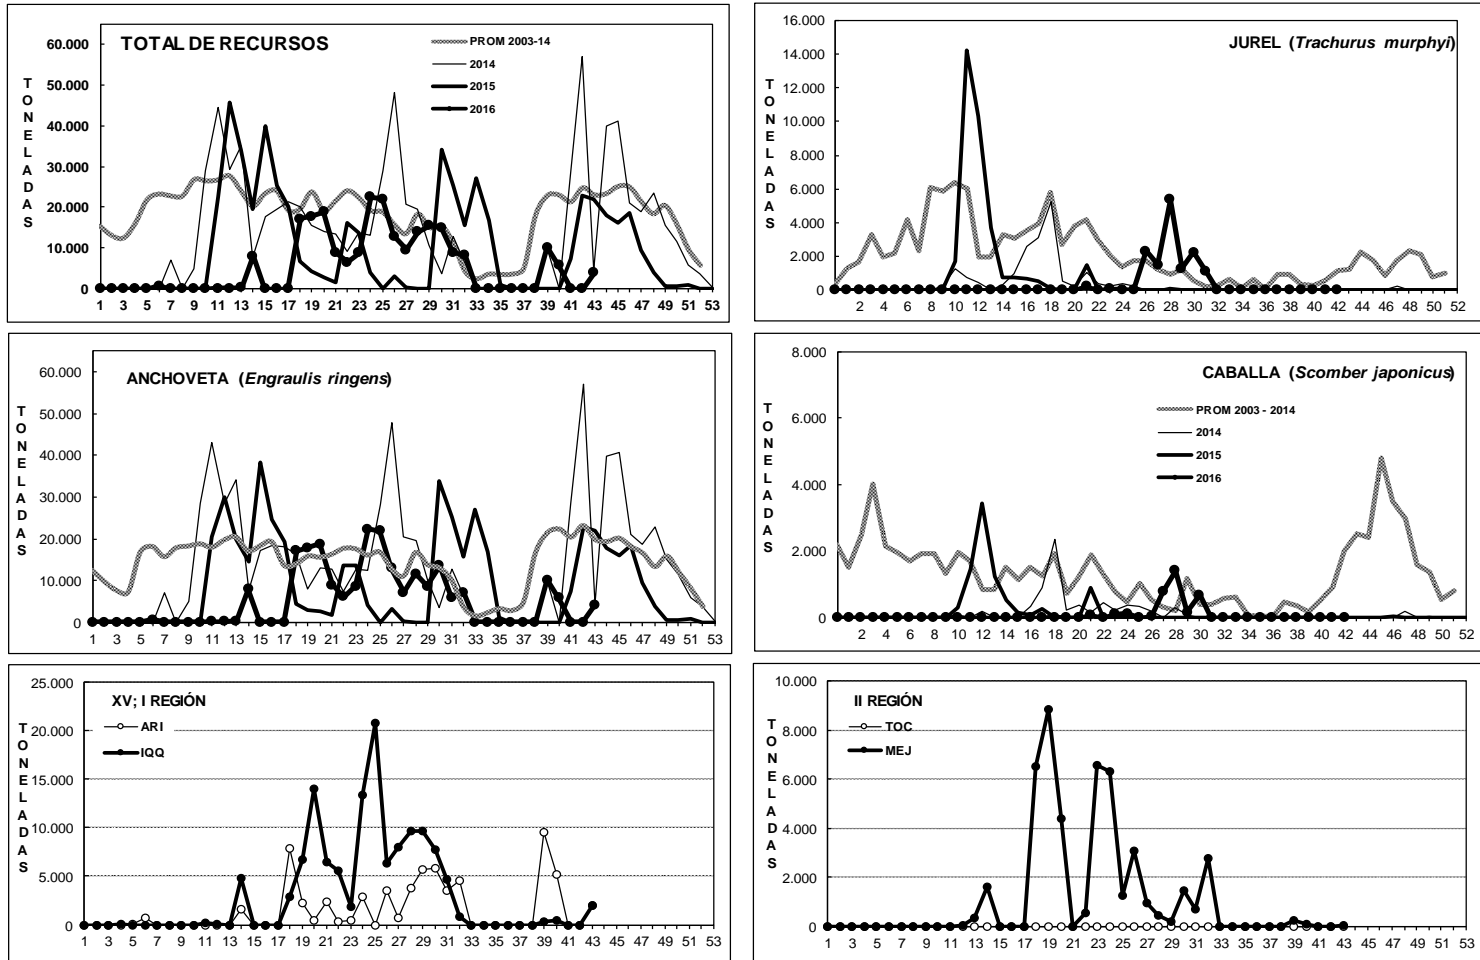 TOTAL DE RECURSOS
PROM 2003-14
2014
2015
2016
TONELADAS
60.000
50.000
40.000
30.000
20.000
10.000
0
1 3 5 7 9 11 13 15 17 19 21 23 25 27 29 31 33 35 37 39 41 43 45 47 49 51 53
JUREL (Trachurus murphyi)
16.000
14.000
12.000
10.000
8.000
6.000
4.000
2.000
0
2 4 6 8 10 12 14 16 18 20 22 24 26 28 30 32 34 36 38 40 42 44 46 48 50 52
ANCHOVETA (Engraulis ringens)
TONELADAS
60.000
50.000
40.000
30.000
20.000
10.000
0
1 3 5 7 9 11 13 15 17 19 21 23 25 27 29 31 33 35 37 39 41 43 45 47 49 51 53
CABALLA (Scomber japonicus)
PROM 2003 - 2014
2014
2015
2016
TONELADAS
8.000
6.000
4.000
2.000
0
2 4 6 8 10 12 14 16 18 20 22 24 26 28 30 32 34 36 38 40 42 44 46 48 50 52
XV; I REGIÓN
ARI
IQQ
TONELADAS
25.000
20.000
15.000
10.000
5.000
0
1 3 5 7 9 11 13 15 17 19 21 23 25 27 29 31 33 35 37 39 41 43 45 47 49 51 53
II REGIÓN
TOC
MEJ
TONELADAS
10.000
8.000
6.000
4.000
2.000
0
1 3 5 7 9 11 13 15 17 19 21 23 25 27 29 31 33 35 37 39 41 43 45 47 49 51 53